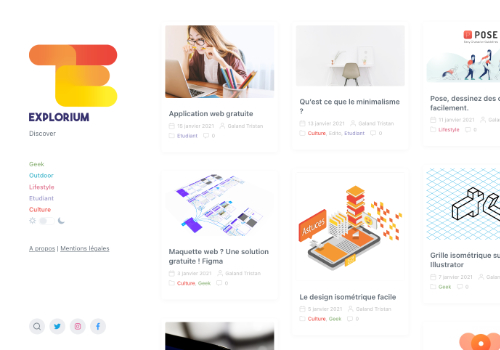 EXPLORIUM
Discover
Geek
Outdoor
Lifestyle
Etudiant
Culture
A propos | Mentions légales
Application web gratuite
15 janvier 2021 Galand Tristan
Etudiant 0
Maquette web ? Une solution
gratuite ! Figma
3 janvier 2021 Galand Tristan
Culture, Geek 0
Qu'est ce que le minimalisme
?
13 janvier 2021 Galand Tristan
Culture, Edito, Etudiant 0
Astuces
Le design isométrique facile
5 janvier 2021 Galand Tristan
Culture, Geek 0
POSE
Pose, dessinez des
facilement.
11 janvier 2021
Lifestyle 0
Grille isométrique
Illustrator
7 janvier 2021
Geek 0